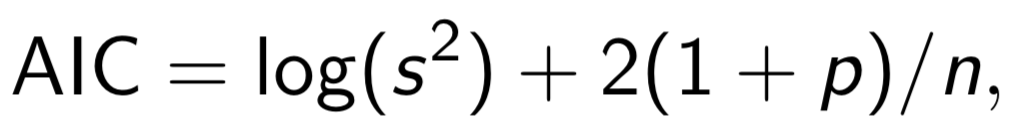 AIC = log(s²) + 2(1 + p)/n,